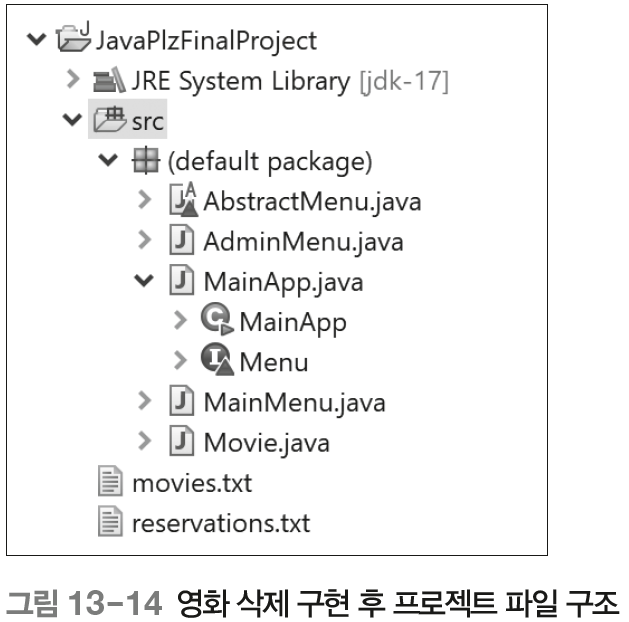 JavaPlzFinalProject
JRE System Library [jdk-17]
src
(default package)
AbstractMenu.java
AdminMenu.java
MainApp.java
MainApp
Menu
MainMenu.java
Movie.java
movies.txt
reservations.txt
그림 13-14 영화 삭제 구현 후 프로젝트 파일 구조